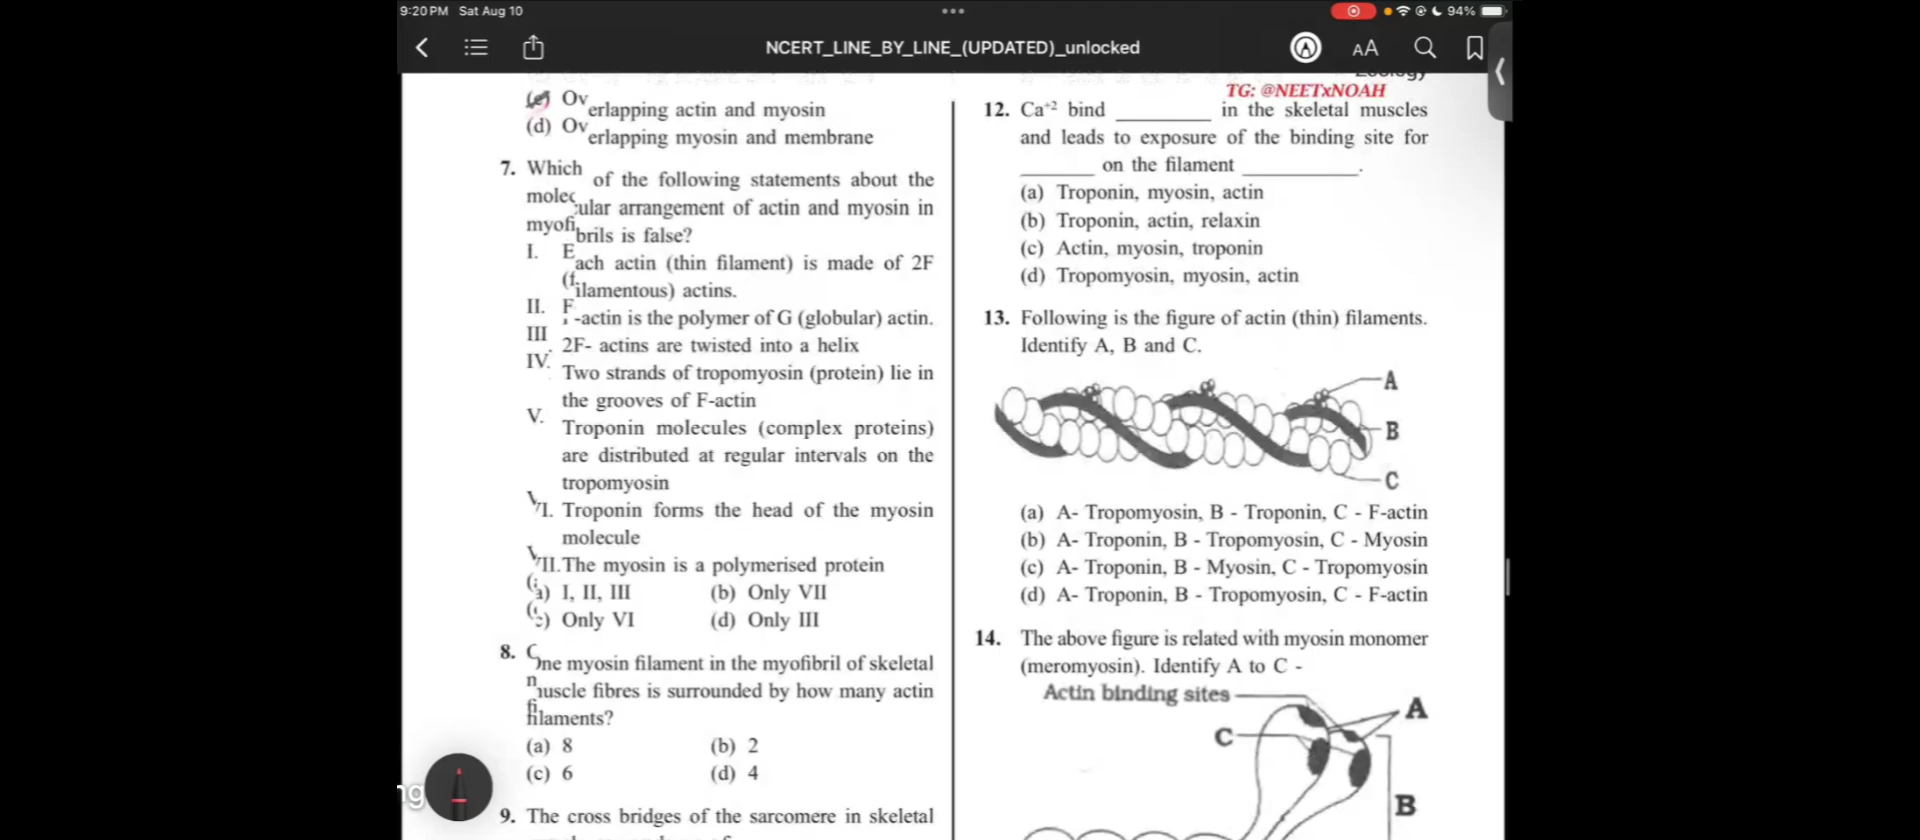 9:20 PM Sat Aug 10
94%
NCERT_LINE_BY_LINE_(UPDATED)_unlocked
AA
Zoology
TG: @NEETxNOAH
Overlapping actin and myosin
(d) Overlapping myosin and membrane
7. Which of the following statements about the
molecular arrangement of actin and myosin in
myofibrils is false?
I. Each actin (thin filament) is made of 2F
(filamentous) actins.
II. F-actin is the polymer of G (globular) actin.
III. 2F- actins are twisted into a helix
IV. Two strands of tropomyosin (protein) lie in
the grooves of F-actin
V. Troponin molecules (complex proteins)
are distributed at regular intervals on the
tropomyosin
VI. Troponin forms the head of the myosin
molecule
VII.The myosin is a polymerised protein
(a) I, II, III (b) Only VII
(c) Only VI (d) Only III
8. One myosin filament in the myofibril of skeletal
muscle fibres is surrounded by how many actin
filaments?
(a) 8 (b) 2
(c) 6 (d) 4
9. The cross bridges of the sarcomere in skeletal
12. Ca+2 bind ________ in the skeletal muscles
and leads to exposure of the binding site for
______ on the filament _________.
(a) Troponin, myosin, actin
(b) Troponin, actin, relaxin
(c) Actin, myosin, troponin
(d) Tropomyosin, myosin, actin
13. Following is the figure of actin (thin) filaments.
Identify A, B and C.
A
B
C
(a) A- Tropomyosin, B - Troponin, C - F-actin
(b) A- Troponin, B - Tropomyosin, C - Myosin
(c) A- Troponin, B - Myosin, C - Tropomyosin
(d) A- Troponin, B - Tropomyosin, C - F-actin
14. The above figure is related with myosin monomer
(meromyosin). Identify A to C -
Actin binding sites
A
C
B